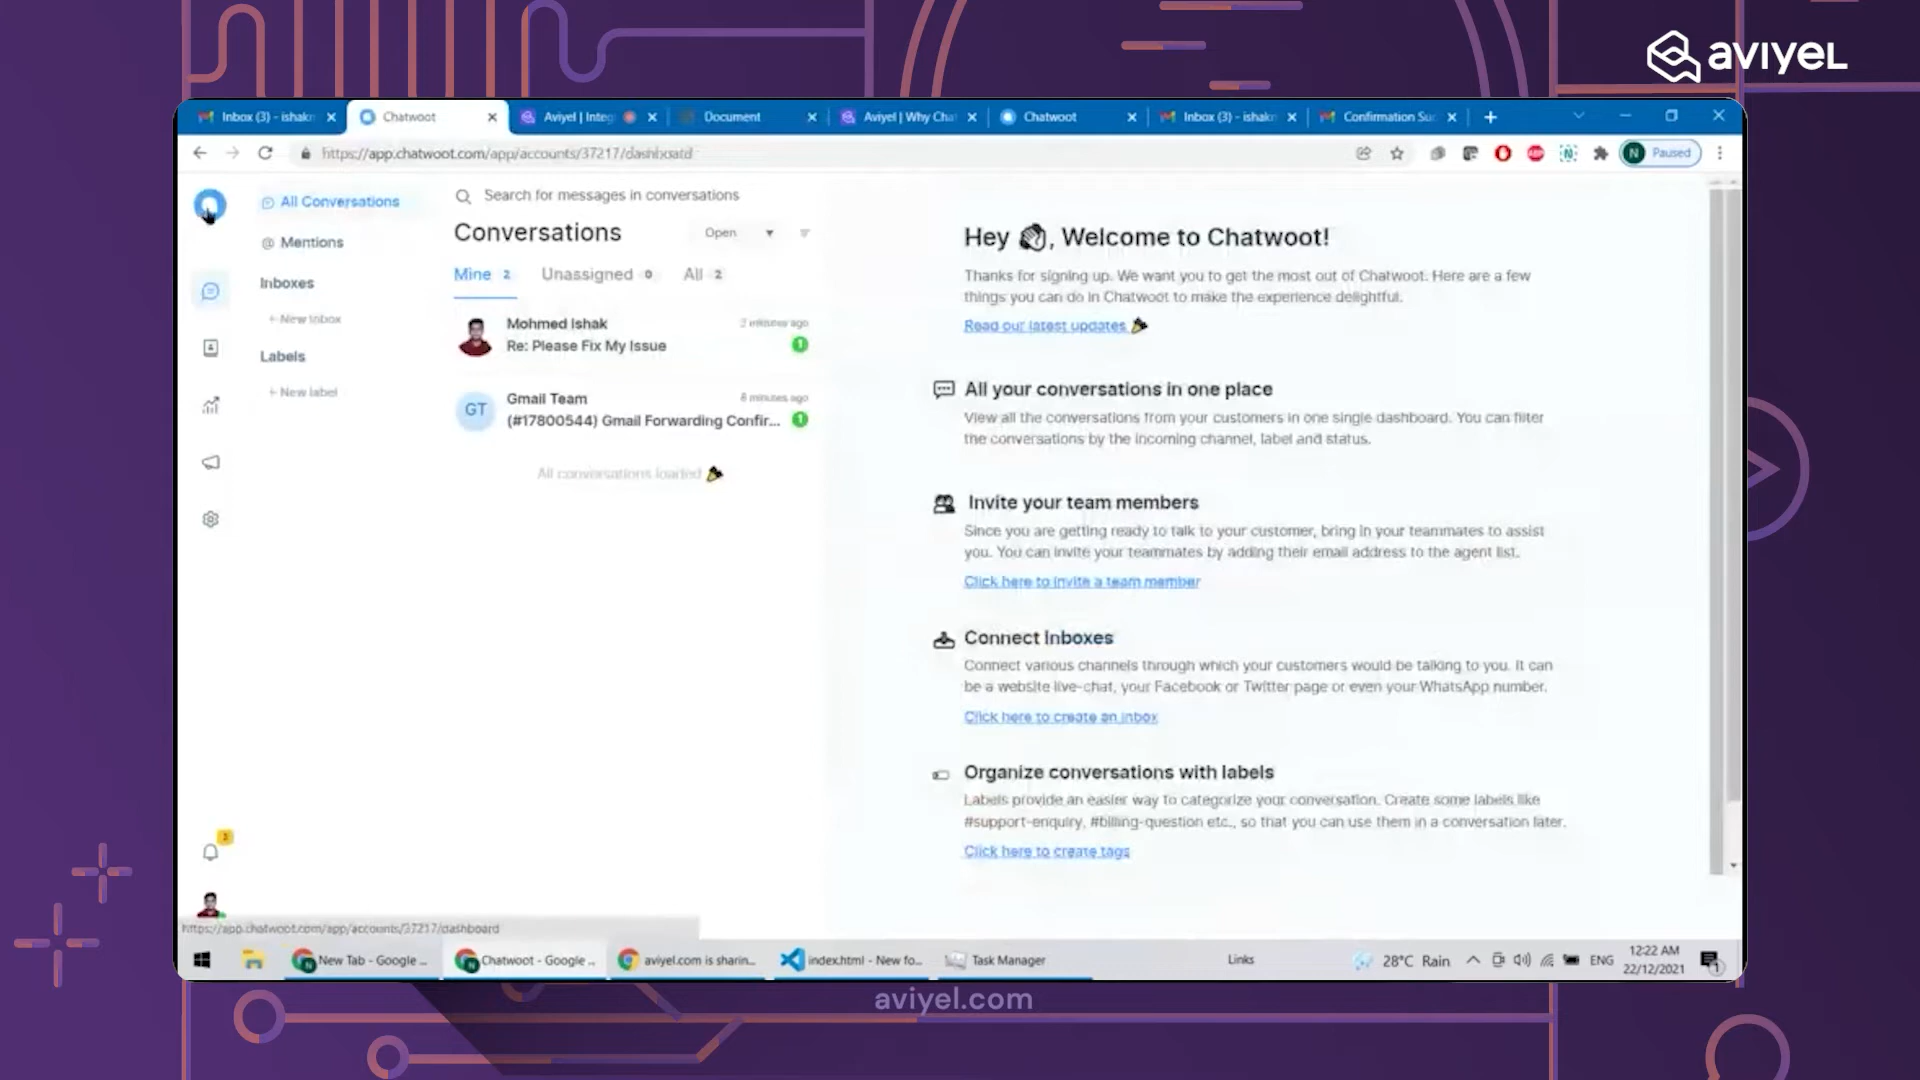 AVIYEL
Inbox (3) - ishakr
Chatwoot
Aviyel | Integ
Document
Aviyel | Why Chat
Chatwoot
Inbox (3) - ishakr
Confirmation Suc
https://app.chatwoot.com/app/accounts/37217/dashboard
N Paused
All Conversations
Search for messages in conversations
Conversations
Open
@ Mentions
Mine 2
Unassigned 0
All 2
Inboxes
+ New inbox
Labels
+ New label
Mohmed Ishak
2 minutes ago
Re: Please Fix My Issue
1
GT
Gmail Team
8 minutes ago
(#17800544) Gmail Forwarding Confir...
1
All conversations loaded
Hey 👋, Welcome to Chatwoot!
Thanks for signing up. We want you to get the most out of Chatwoot. Here are a few
things you can do in Chatwoot to make the experience delightful.
Read our latest updates
All your conversations in one place
View all the conversations from your customers in one single dashboard. You can filter
the conversations by the incoming channel, label and status.
Invite your team members
Since you are getting ready to talk to your customer, bring in your teammates to assist
you. You can invite your teammates by adding their email address to the agent list.
Click here to invite a team member
Connect Inboxes
Connect various channels through which your customers would be talking to you. It can
be a website live-chat, your Facebook or Twitter page or even your WhatsApp number.
Click here to create an inbox
Organize conversations with labels
Labels provide an easier way to categorize your conversation. Create some labels like
#support-enquiry, #billing-question etc., so that you can use them in a conversation later.
Click here to create tags
2
https://app.chatwoot.com/app/accounts/37217/dashboard
New Tab - Google ...
Chatwoot - Google ...
aviyel.com is sharin...
index.html - New fo...
Task Manager
Links
28°C Rain
ENG
12:22 AM
22/12/2021
1
aviyel.com